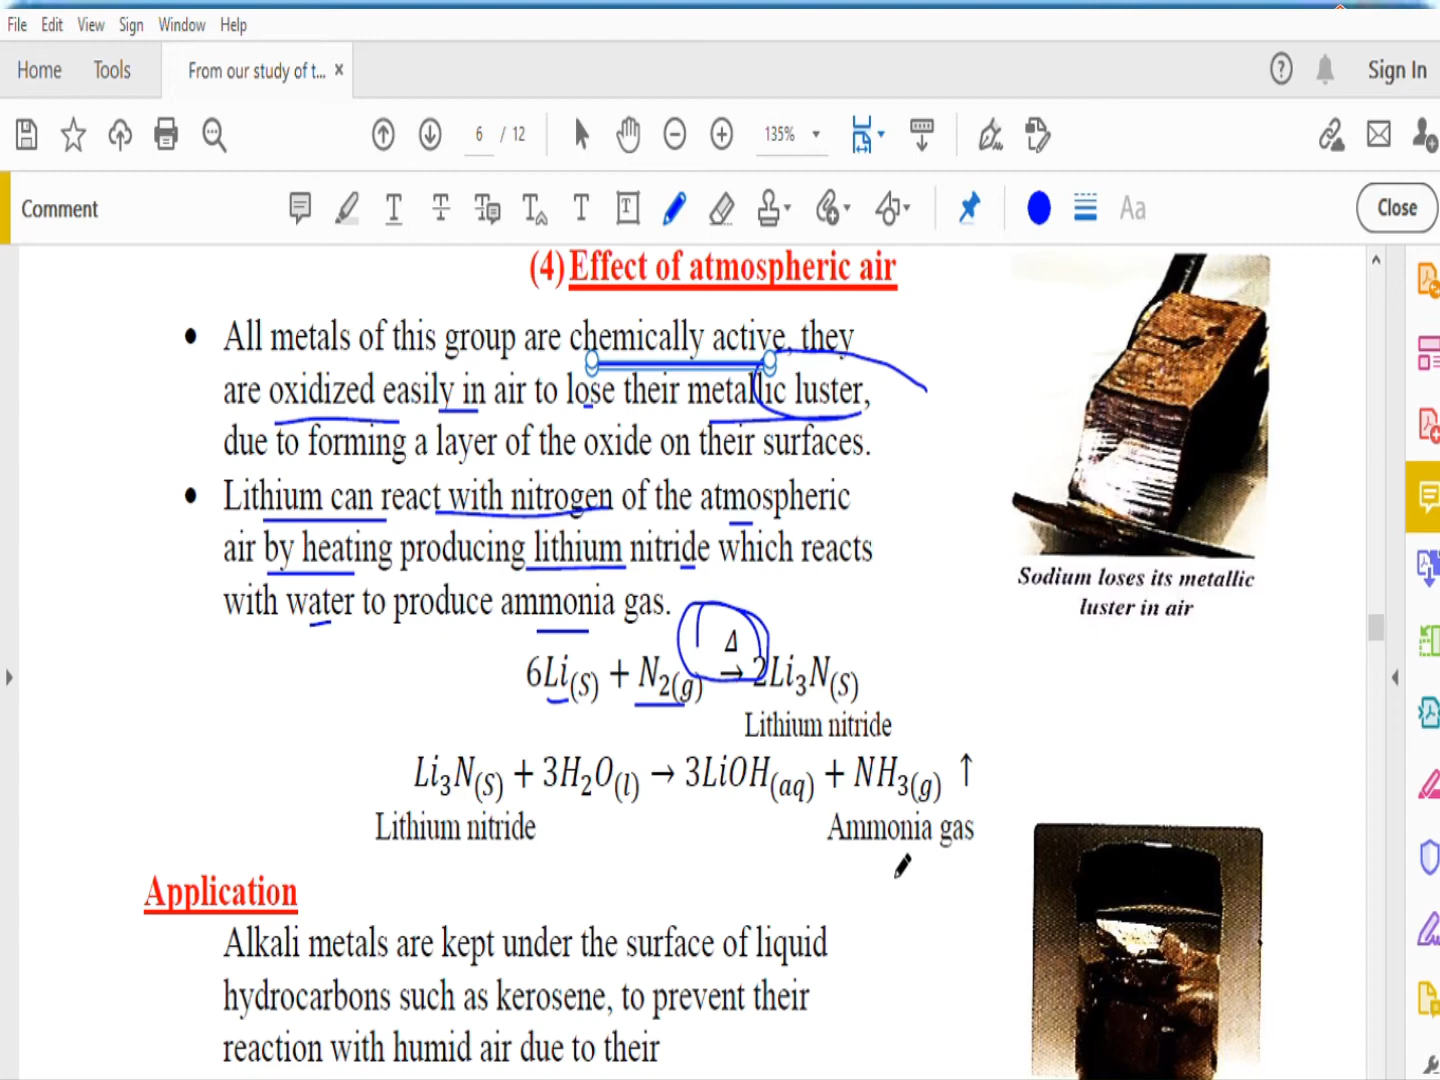 File Edit View Sign Window Help
Home Tools From our study of t... × Sign In
6 / 12 135%
Comment Close
(4) Effect of atmospheric air
• All metals of this group are chemically active, they
are oxidized easily in air to lose their metallic luster,
due to forming a layer of the oxide on their surfaces.
• Lithium can react with nitrogen of the atmospheric
air by heating producing lithium nitride which reacts
with water to produce ammonia gas.
Sodium loses its metallic
luster in air
Δ
6Li(S) + N₂(g) → 2Li₃N(S)
Lithium nitride
Li₃N(S) + 3H₂O(l) → 3LiOH(aq) + NH₃(g) ↑
Lithium nitride Ammonia gas
Application
Alkali metals are kept under the surface of liquid
hydrocarbons such as kerosene, to prevent their
reaction with humid air due to their